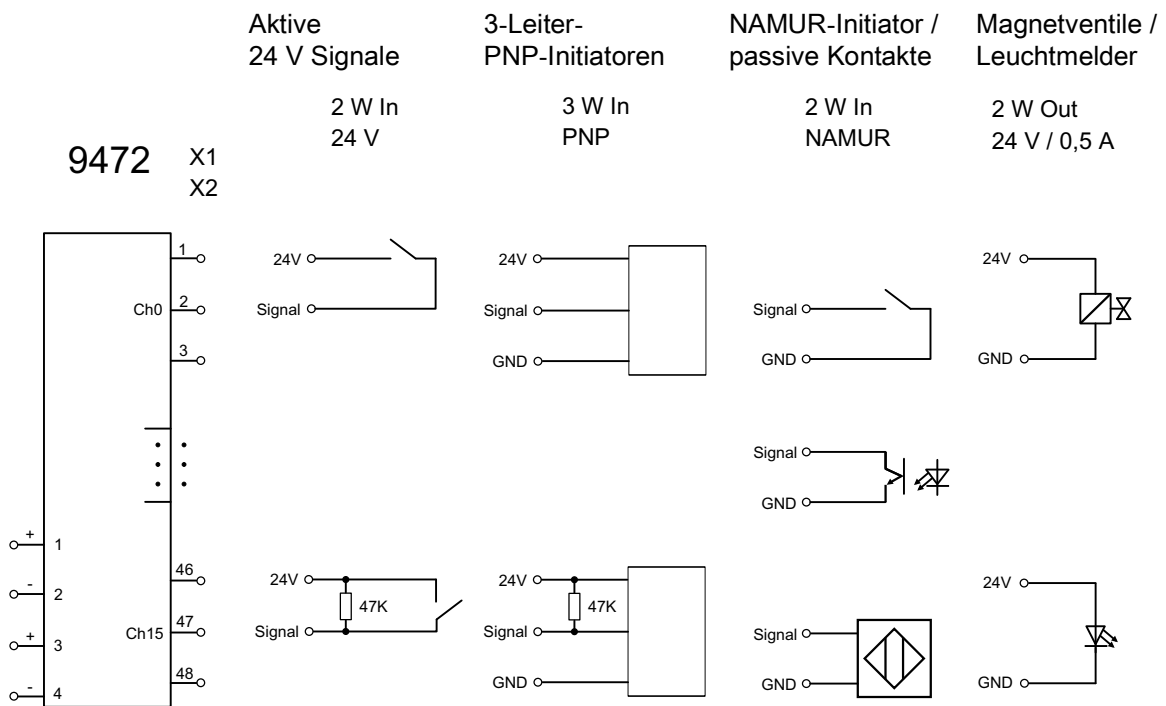 Aktive
24 V Signale
3-Leiter-
PNP-Initiatoren
NAMUR-Initiator /
passive Kontakte
Magnetventile /
Leuchtmelder
2 W In
24 V
3 W In
PNP
2 W In
NAMUR
2 W Out
24 V / 0,5 A
9472
X1
X2
1
Ch0
2
3
24V
Signal
24V
Signal
GND
Signal
GND
24V
GND
Signal
GND
+
1
-
2
+
3
-
4
46
Ch15
47
48
24V
47K
Signal
24V
47K
Signal
GND
Signal
GND
24V
GND